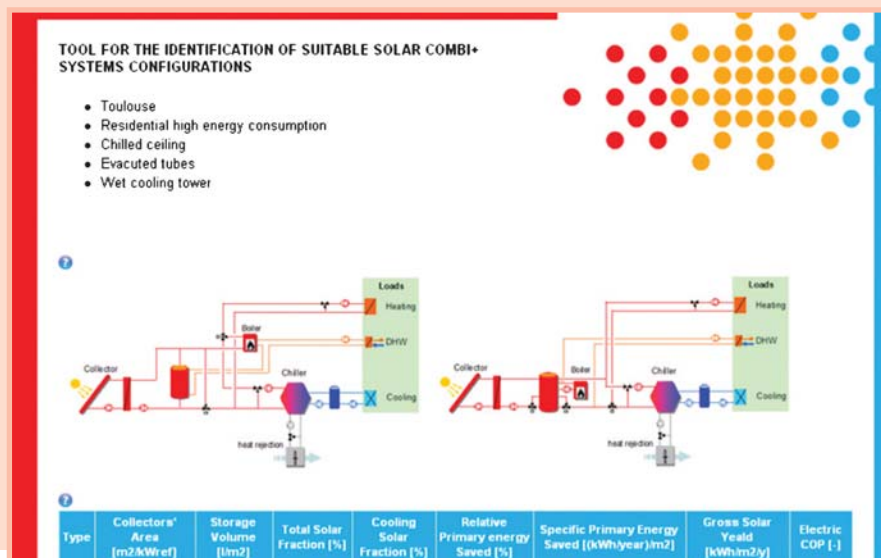 TOOL FOR THE IDENTIFICATION OF SUITABLE SOLAR COMBI+
SYSTEMS CONFIGURATIONS
Toulouse
Residential high energy consumption
Chilled ceiling
Evacuted tubes
Wet cooling tower
?
Loads
Heating
Boiler
DHW
Collector
Chiller
Cooling
heat rejection
Loads
Heating
DHW
Collector
Boiler
Chiller
Cooling
heat rejection
?
Type
Collectors'
Area
[m2/kWref]
Storage
Volume
[l/m2]
Total Solar
Fraction [%]
Cooling
Solar
Fraction [%]
Relative
Primary energy
Saved [%]
Specific Primary Energy
Saved [(kWh/year)/m2]
Gross Solar
Yeald
[kWh/m2/y]
Electric
COP [-]